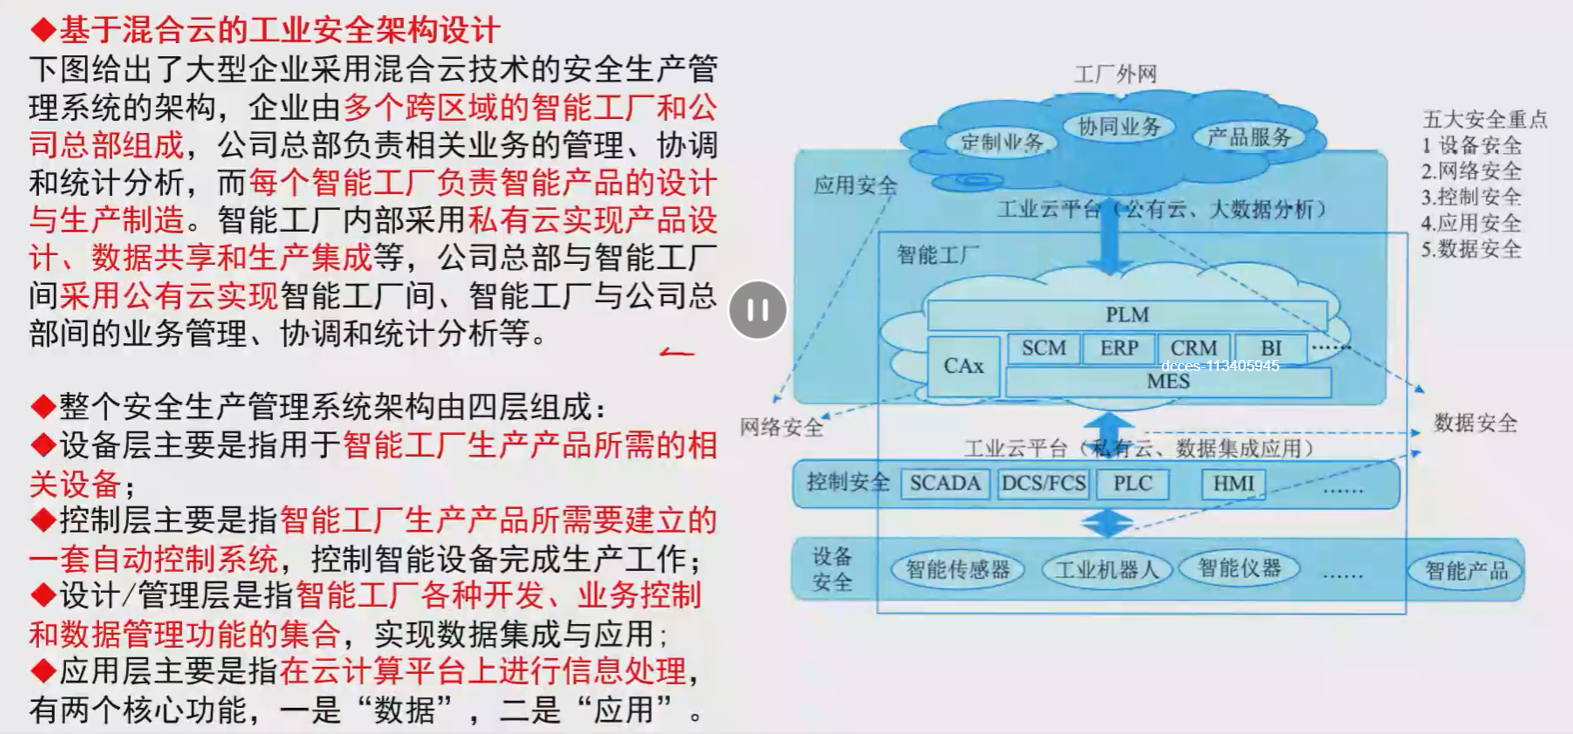 ◆基于混合云的工业安全架构设计
下图给出了大型企业采用混合云技术的安全生产管
理系统的架构，企业由多个跨区域的智能工厂和公
司总部组成，公司总部负责相关业务的管理、协调
和统计分析，而每个智能工厂负责智能产品的设计
与生产制造。智能工厂内部采用私有云实现产品设
计、数据共享和生产集成等，公司总部与智能工厂
间采用公有云实现智能工厂间、智能工厂与公司总
部间的业务管理、协调和统计分析等。
◆整个安全生产管理系统架构由四层组成：
◆设备层主要是指用于智能工厂生产产品所需的相
关设备；
◆控制层主要是指智能工厂生产产品所需要建立的
一套自动控制系统，控制智能设备完成生产工作；
◆设计/管理层是指智能工厂各种开发、业务控制
和数据管理功能的集合，实现数据集成与应用；
◆应用层主要是指在云计算平台上进行信息处理，
有两个核心功能，一是“数据”，二是“应用”。
工厂外网
定制业务
协同业务
产品服务
应用安全
工业云平台（公有云、大数据分析）
智能工厂
PLM
CAx
SCM
ERP
CRM
BI
……
dcces-113405945
MES
网络安全
数据安全
工业云平台（私有云、数据集成应用）
控制安全
SCADA
DCS/FCS
PLC
HMI
……
设备
安全
智能传感器
工业机器人
智能仪器
……
智能产品
五大安全重点
1 设备安全
2.网络安全
3.控制安全
4.应用安全
5.数据安全